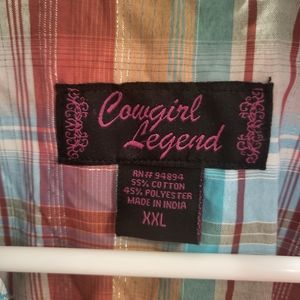 Cowgirl
Legend
RN# 94894
55% COTTON
45% POLYESTER
MADE IN INDIA
XXL